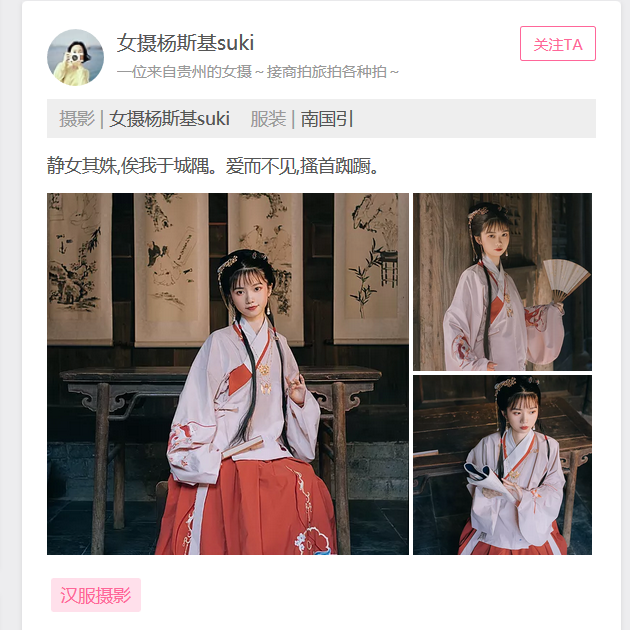 女摄杨斯基suki
关注TA
一位来自贵州的女摄～接商拍旅拍各种拍～
摄影 | 女摄杨斯基suki 服装 | 南国引
静女其姝,俟我于城隅。爱而不见,搔首踟蹰。
汉服摄影